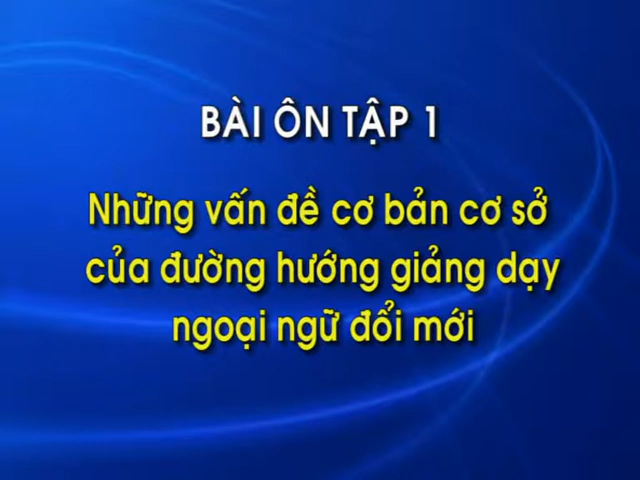 BÀI ÔN TẬP 1
Những vấn đề cơ bản cơ sở
của đường hướng giảng dạy
ngoại ngữ đổi mới